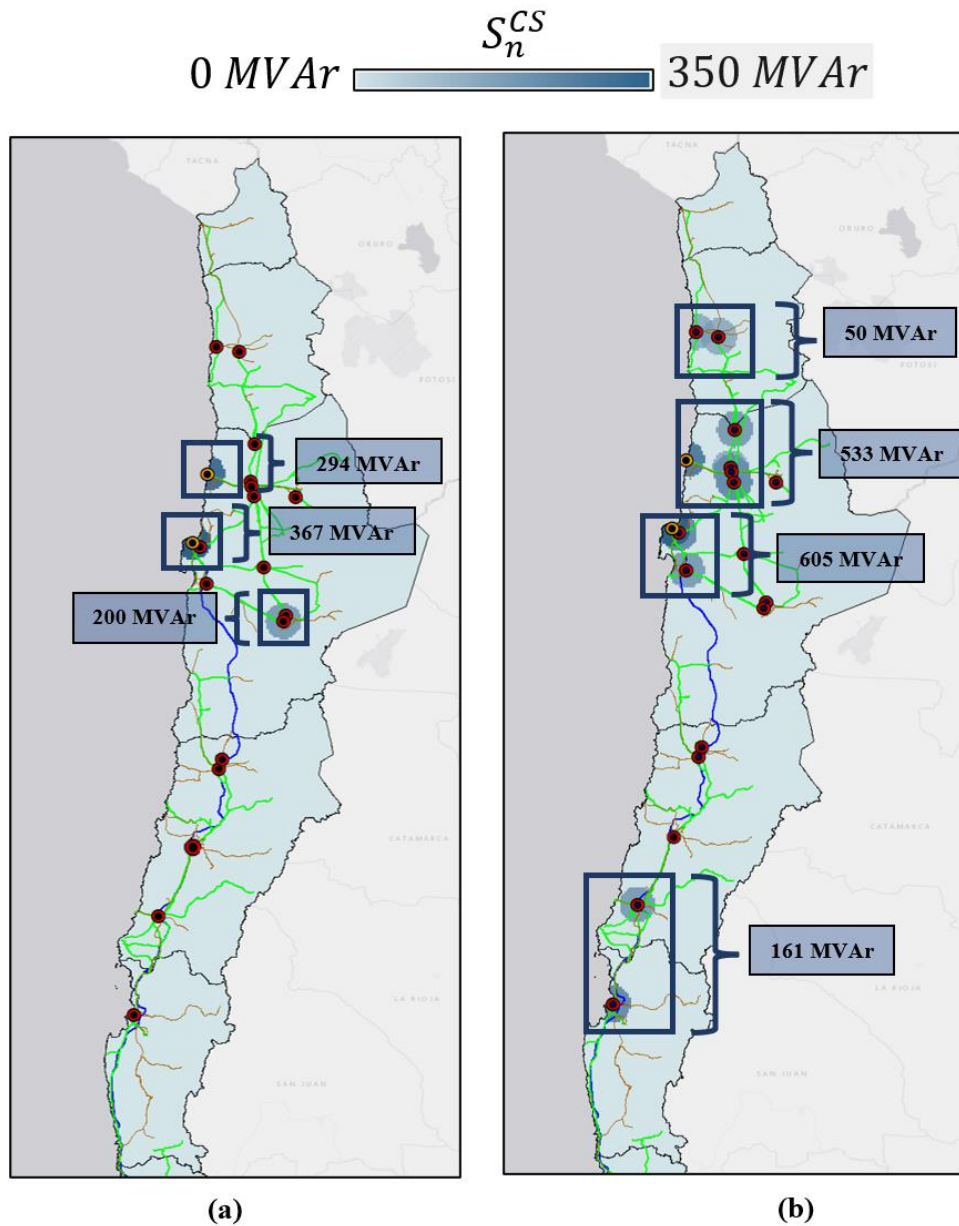 S_n^{CS}
0 MVAr 350 MVAr
TACNA
ORURO
POTOSI
294 MVAr
367 MVAr
200 MVAr
CATAMARCA
LA RIOJA
SAN JUAN
(a)
TACNA
ORURO
50 MVAr
POTOSI
533 MVAr
605 MVAr
CATAMARCA
161 MVAr
LA RIOJA
SAN JUAN
(b)